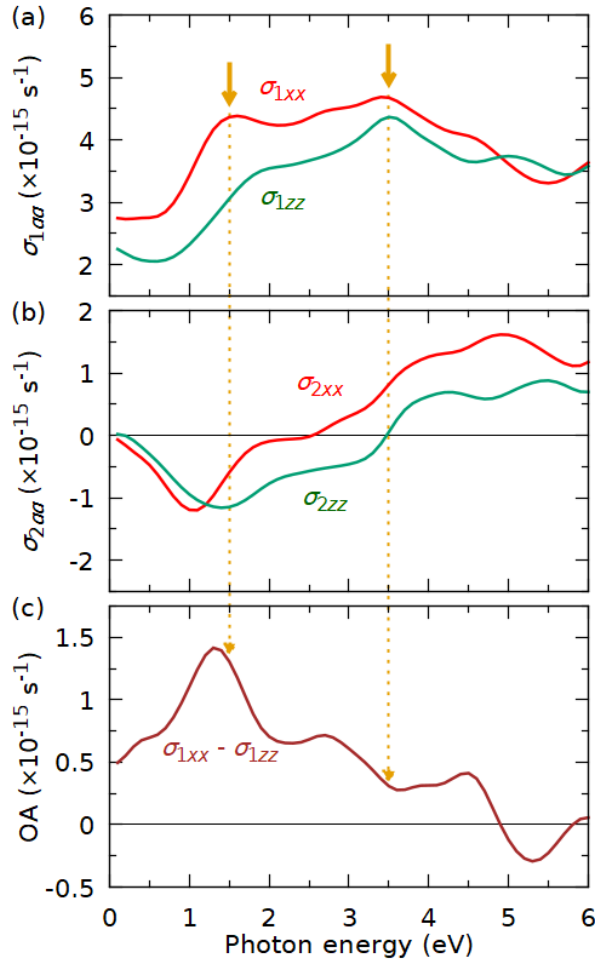 (a)
6
5
4
3
2
σ1aa (×10-15 s-1)
σ1xx
σ1zz
(b)
2
1
0
-1
-2
σ2aa (×10-15 s-1)
σ2xx
σ2zz
(c)
1.5
1
0.5
0
-0.5
OA (×10-15 s-1)
σ1xx - σ1zz
0 1 2 3 4 5 6
Photon energy (eV)